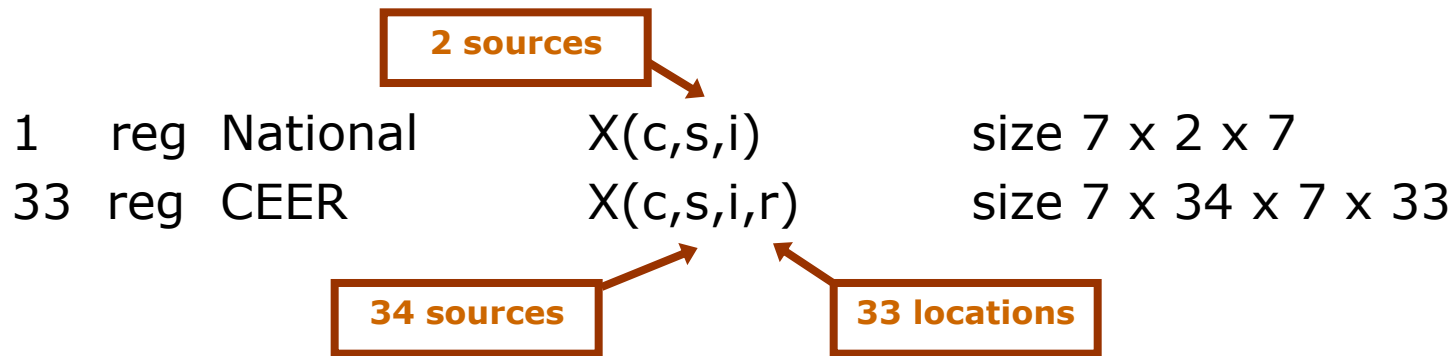 2 sources
1 reg National X(c,s,i) size 7 x 2 x 7
33 reg CEER X(c,s,i,r) size 7 x 34 x 7 x 33
34 sources 33 locations